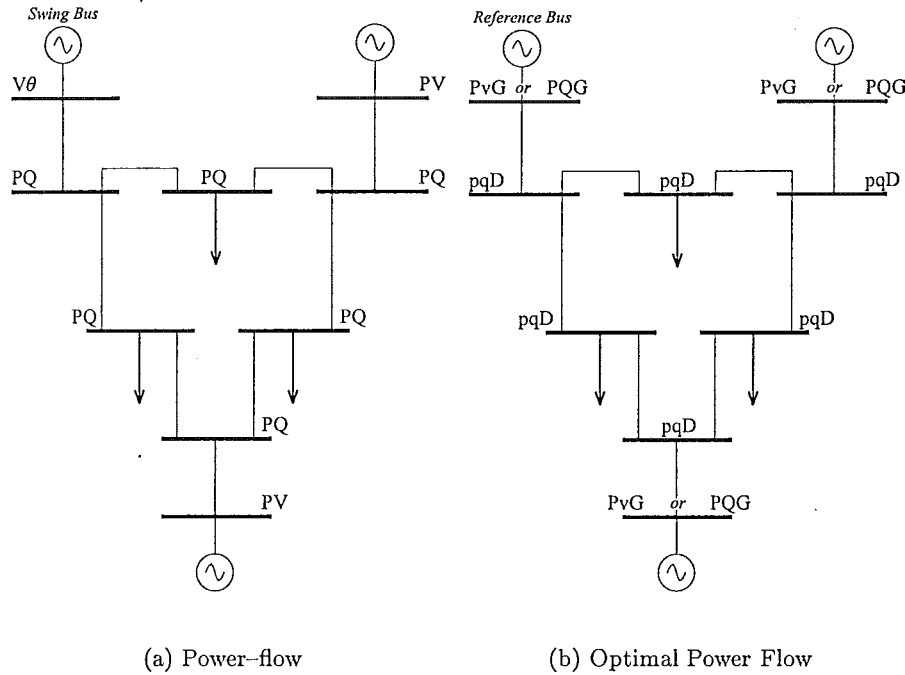 Swing Bus
Vθ
PV
PQ
PQ
PQ
PQ
PQ
PQ
PV
(a) Power–flow
Reference Bus
PvG or PQG
PvG or PQG
pqD
pqD
pqD
pqD
pqD
pqD
PvG or PQG
(b) Optimal Power Flow